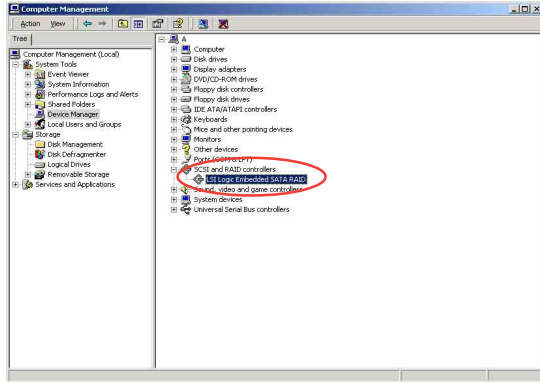 Computer Management
Action View
Tree
Computer Management (Local)
System Tools
Event Viewer
System Information
Performance Logs and Alerts
Shared Folders
Device Manager
Local Users and Groups
Storage
Disk Management
Disk Defragmenter
Logical Drives
Removable Storage
Services and Applications
A
Computer
Disk drives
Display adapters
DVD/CD-ROM drives
Floppy disk controllers
Floppy disk drives
IDE ATA/ATAPI controllers
Keyboards
Mice and other pointing devices
Monitors
Other devices
Ports (COM & LPT)
SCSI and RAID controllers
LSI Logic Embedded SATA RAID
Sound, video and game controllers
System devices
Universal Serial Bus controllers